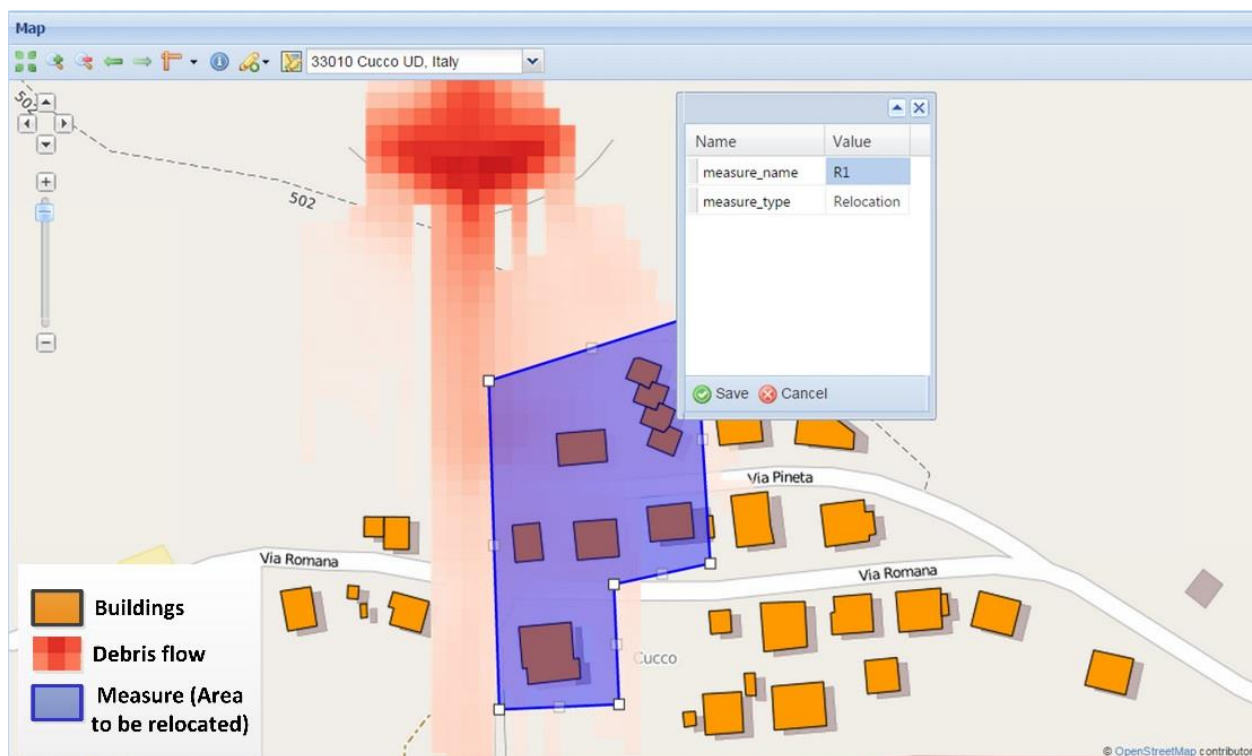 Map
33010 Cucco UD, Italy
502
502
Name Value
measure_name R1
measure_type Relocation
Save Cancel
Via Pineta
Via Romana
Via Romana
Cucco
Buildings
Debris flow
Measure (Area
to be relocated)
© OpenStreetMap contributor